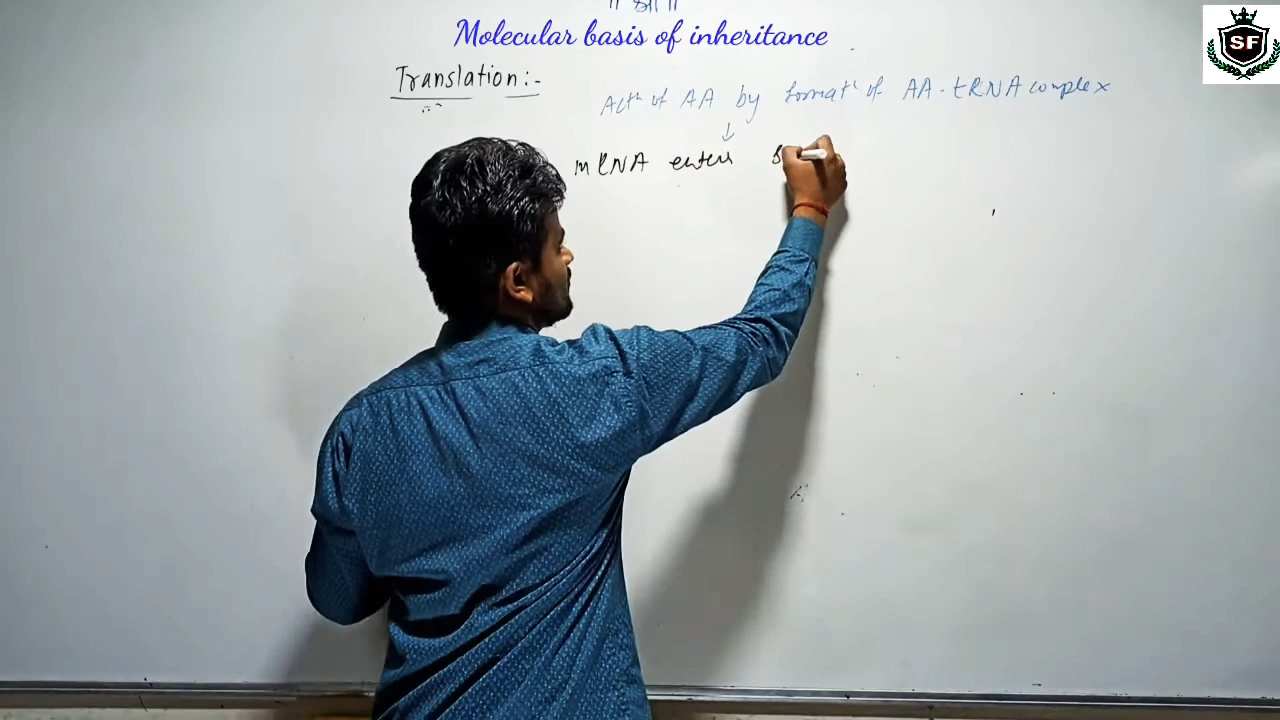 ॥ श्री ॥
Molecular basis of inheritance
SF
Translation:-
Actn of AA by format' of AA-tRNA complex
↓
mRNA enters S